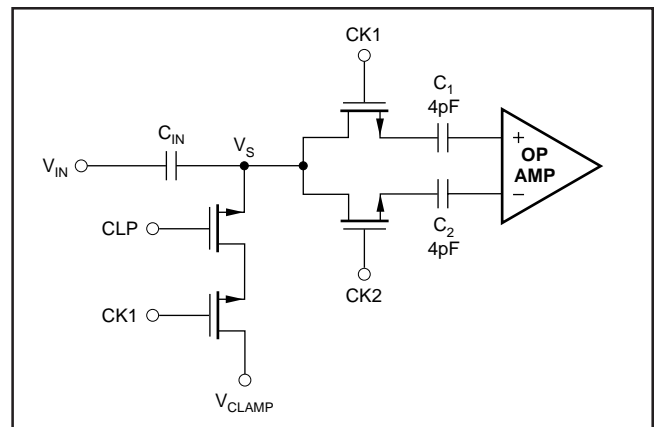 CK1
C1
4pF
CIN
VS
VIN
+
OP
AMP
−
CLP
C2
4pF
CK2
CK1
VCLAMP